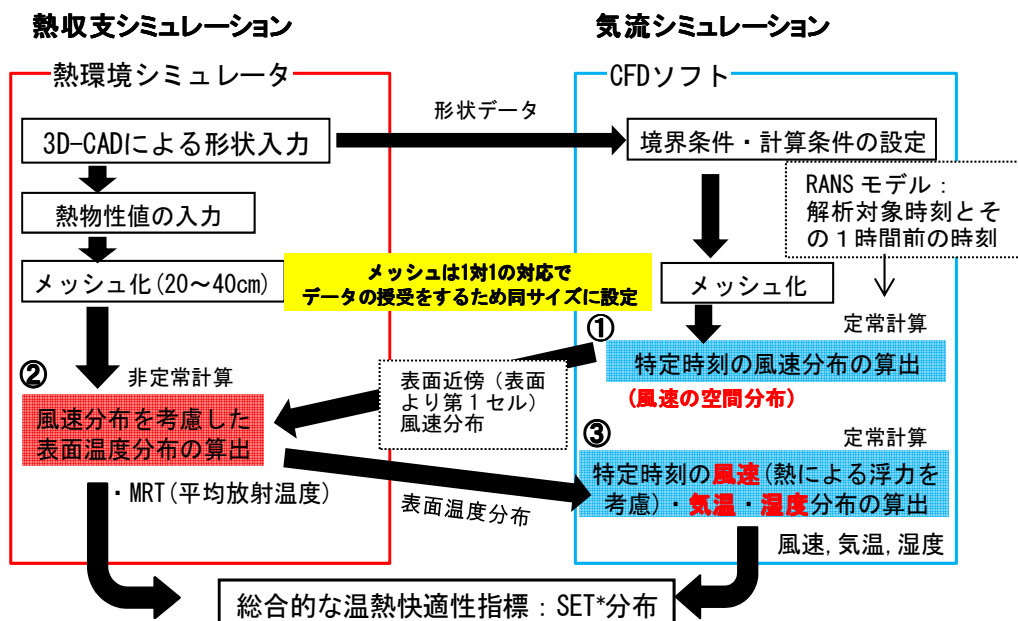 熱収支シミュレーション
熱環境シミュレータ
3D-CADによる形状入力
熱物性値の入力
メッシュ化(20～40cm)
②
非定常計算
風速分布を考慮した
表面温度分布の算出
・MRT(平均放射温度)
形状データ
メッシュは1対1の対応で
データの授受をするため同サイズに設定
表面近傍（表面
より第１セル）
風速分布
表面温度分布
気流シミュレーション
CFDソフト
境界条件・計算条件の設定
RANS モデル：
解析対象時刻とそ
の１時間前の時刻
メッシュ化
①
定常計算
特定時刻の風速分布の算出
(風速の空間分布)
③
定常計算
特定時刻の風速(熱による浮力を
考慮)・気温・湿度分布の算出
風速,気温,湿度
総合的な温熱快適性指標：SET*分布